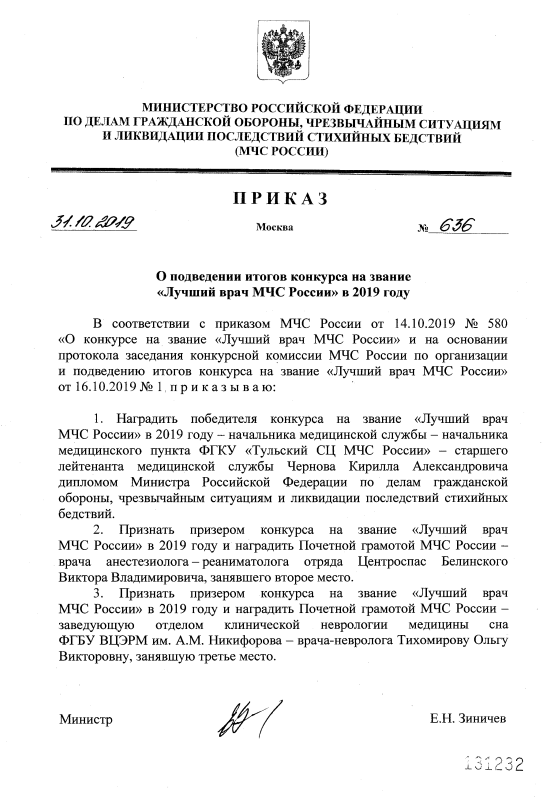 МИНИСТЕРСТВО РОССИЙСКОЙ ФЕДЕРАЦИИ
ПО ДЕЛАМ ГРАЖДАНСКОЙ ОБОРОНЫ, ЧРЕЗВЫЧАЙНЫМ СИТУАЦИЯМ
И ЛИКВИДАЦИИ ПОСЛЕДСТВИЙ СТИХИЙНЫХ БЕДСТВИЙ
(МЧС РОССИИ)
ПРИКАЗ
31.10.2019 Москва № 636
О подведении итогов конкурса на звание
«Лучший врач МЧС России» в 2019 году
В соответствии с приказом МЧС России от 14.10.2019 № 580
«О конкурсе на звание «Лучший врач МЧС России» и на основании
протокола заседания конкурсной комиссии МЧС России по организации
и подведению итогов конкурса на звание «Лучший врач МЧС России»
от 16.10.2019 № 1 п р и к а з ы в а ю:
1. Наградить победителя конкурса на звание «Лучший врач
МЧС России» в 2019 году – начальника медицинской службы – начальника
медицинского пункта ФГКУ «Тульский СЦ МЧС России» – старшего
лейтенанта медицинской службы Чернова Кирилла Александровича
дипломом Министра Российской Федерации по делам гражданской
обороны, чрезвычайным ситуациям и ликвидации последствий стихийных
бедствий.
2. Признать призером конкурса на звание «Лучший врач
МЧС России» в 2019 году и наградить Почетной грамотой МЧС России –
врача анестезиолога – реаниматолога отряда Центроспас Белинского
Виктора Владимировича, занявшего второе место.
3. Признать призером конкурса на звание «Лучший врач
МЧС России» в 2019 году и наградить Почетной грамотой МЧС России –
заведующую отделом клинической неврологии медицины сна
ФГБУ ВЦЭРМ им. А.М. Никифорова – врача-невролога Тихомирову Ольгу
Викторовну, занявшую третье место.
Министр Е.Н. Зиничев
131232